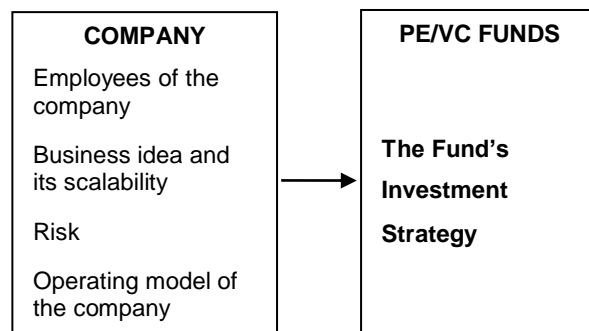 COMPANY
Employees of the
company
Business idea and
its scalability
Risk
Operating model of
the company
PE/VC FUNDS
The Fund’s
Investment
Strategy